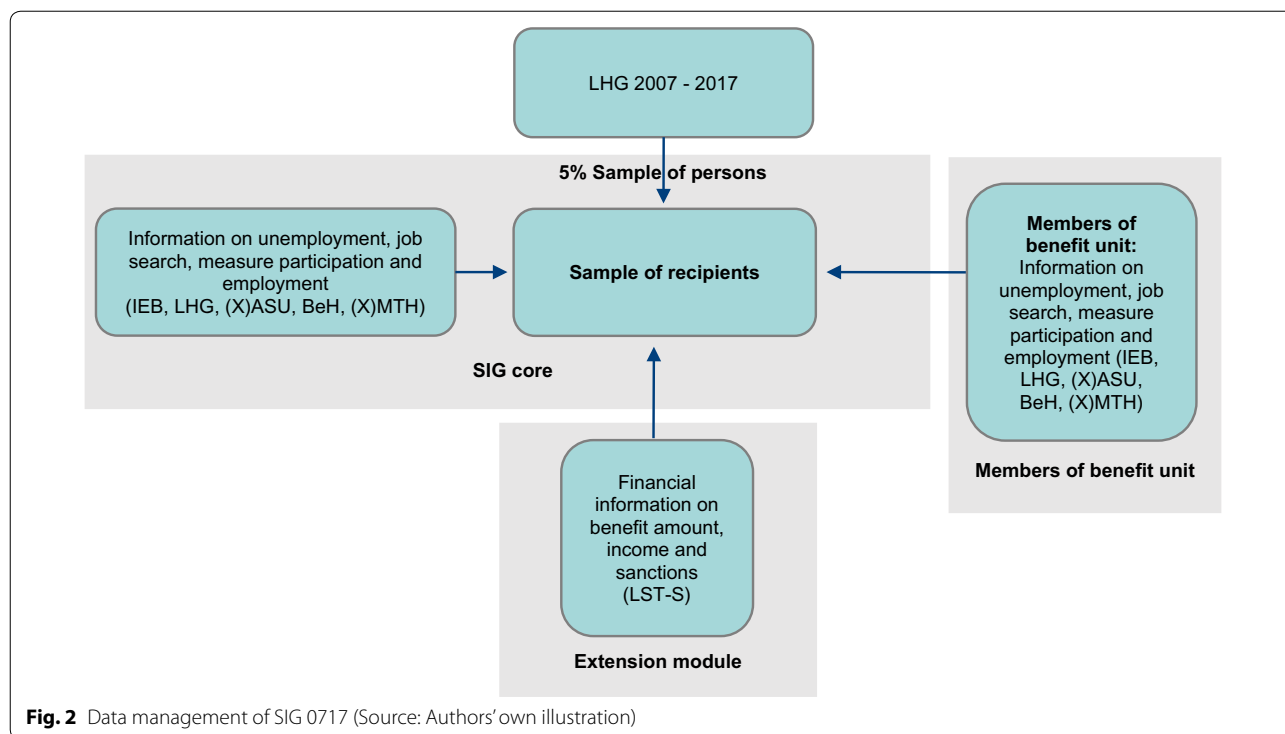 LHG 2007 - 2017
5% Sample of persons
Information on unemployment, job
search, measure participation and
employment
(IEB, LHG, (X)ASU, BeH, (X)MTH)
Sample of recipients
SIG core
Members of
benefit unit:
Information on
unemployment, job
search, measure
participation and
employment (IEB,
LHG, (X)ASU,
BeH, (X)MTH)
Members of benefit unit
Financial
information on
benefit amount,
income and
sanctions
(LST-S)
Extension module
Fig. 2 Data management of SIG 0717 (Source: Authors’ own illustration)